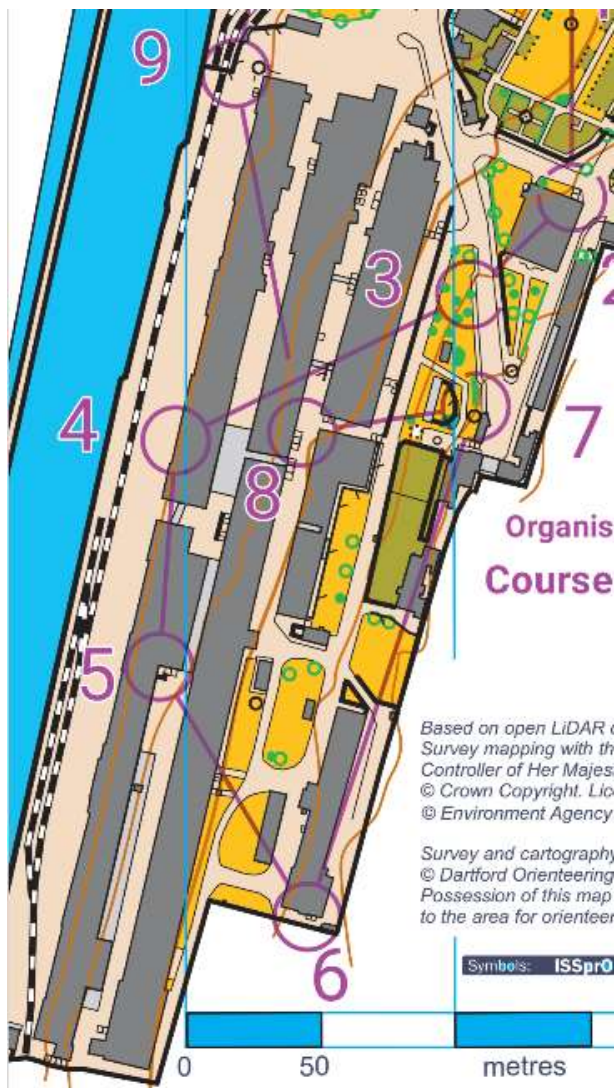 9
3
2
4
8
7
Organis
Course
5
Based on open LiDAR
Survey mapping with th
Controller of Her Majes
© Crown Copyright. Lice
© Environment Agency
Survey and cartography
© Dartford Orienteering
Possession of this map
to the area for orienteer
6
Symbols: ISSprO
0 50 metres